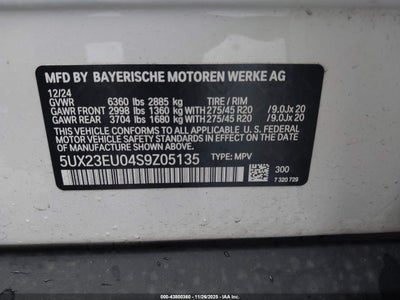 MFD BY BAYERISCHE MOTOREN WERKE AG
12/24
GVWR 6360 lbs 2885 kg TIRE / RIM
GAWR FRONT 2998 lbs 1360 kg WITH 275/45 R20 /9.0Jx 20
GAWR REAR 3704 lbs 1680 kg WITH 275/45 R20 /9.0Jx 20
THIS VEHICLE CONFORMS TO ALL APPLICABLE U.S. FEDERAL
MOTOR VEHICLE SAFETY STANDARDS IN EFFECT ON
THE DATE OF MANUFACTURE SHOWN ABOVE.
5UX23EU04S9Z05135 TYPE: MPV
300
7 320 729
000-43800360 | 11/26/2025 | IAAI.COM